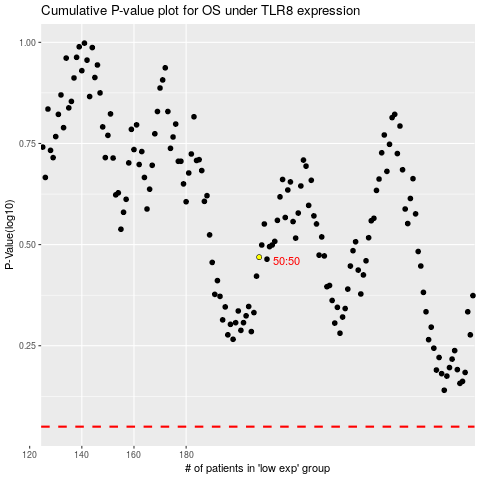 Cumulative P-value plot for OS under TLR8 expression
P-Value(log10)
1.00
0.75
0.50
0.25
50:50
120 140 160 180
# of patients in 'low exp' group